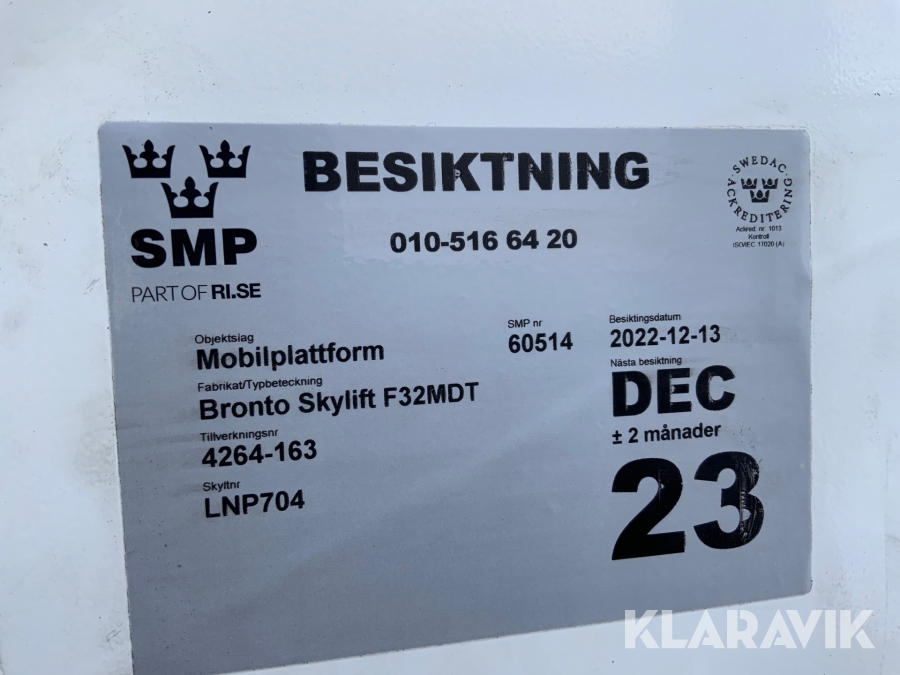 BESIKTNING
010-516 64 20
SMP
PART OF RI.SE
SWEDAC ACKREDITERING
Ackred. nr. 1013
Kontroll
ISO/IEC 17020 (A)
Objektslag
Mobilplattform
SMP nr
60514
Besiktingsdatum
2022-12-13
Fabrikat/Typbeteckning
Bronto Skylift F32MDT
Nästa besiktning
DEC
± 2 månader
23
Tillverkningsnr
4264-163
Skyltnr
LNP704
KLARAVIK